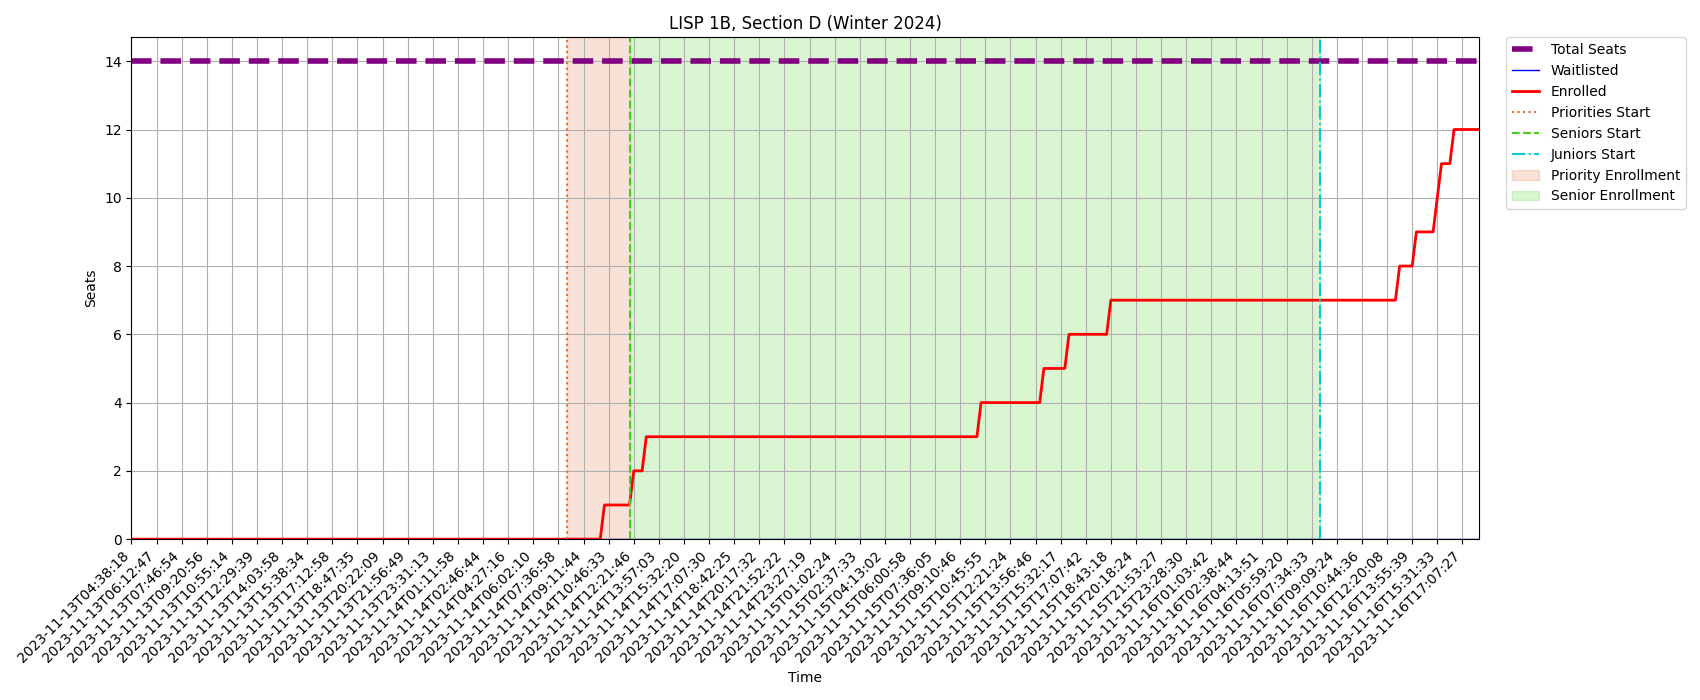 LISP 1B, Section D (Winter 2024)
Total Seats
Waitlisted
Enrolled
Priorities Start
Seniors Start
Juniors Start
Priority Enrollment
Senior Enrollment
Seats
14
12
10
8
6
4
2
0
2023-11-13T04:38:18
2023-11-13T06:12:47
2023-11-13T07:46:54
2023-11-13T09:20:56
2023-11-13T10:55:14
2023-11-13T12:29:39
2023-11-13T14:03:58
2023-11-13T15:38:34
2023-11-13T17:12:58
2023-11-13T18:47:35
2023-11-13T20:22:09
2023-11-13T21:56:49
2023-11-13T23:31:13
2023-11-14T01:11:58
2023-11-14T02:46:44
2023-11-14T04:27:16
2023-11-14T06:02:10
2023-11-14T07:36:58
2023-11-14T09:11:44
2023-11-14T10:46:33
2023-11-14T12:21:46
2023-11-14T13:57:03
2023-11-14T15:32:20
2023-11-14T17:07:30
2023-11-14T18:42:25
2023-11-14T20:17:32
2023-11-14T21:52:22
2023-11-14T23:27:19
2023-11-15T01:02:24
2023-11-15T02:37:33
2023-11-15T04:13:02
2023-11-15T06:00:58
2023-11-15T07:36:05
2023-11-15T09:10:46
2023-11-15T10:45:55
2023-11-15T12:21:24
2023-11-15T13:56:46
2023-11-15T15:32:17
2023-11-15T17:07:42
2023-11-15T18:43:18
2023-11-15T20:18:24
2023-11-15T21:53:27
2023-11-15T23:28:30
2023-11-16T01:03:42
2023-11-16T02:38:44
2023-11-16T04:13:51
2023-11-16T05:59:20
2023-11-16T07:34:33
2023-11-16T09:09:24
2023-11-16T10:44:36
2023-11-16T12:20:08
2023-11-16T13:55:39
2023-11-16T15:31:33
2023-11-16T17:07:27
Time